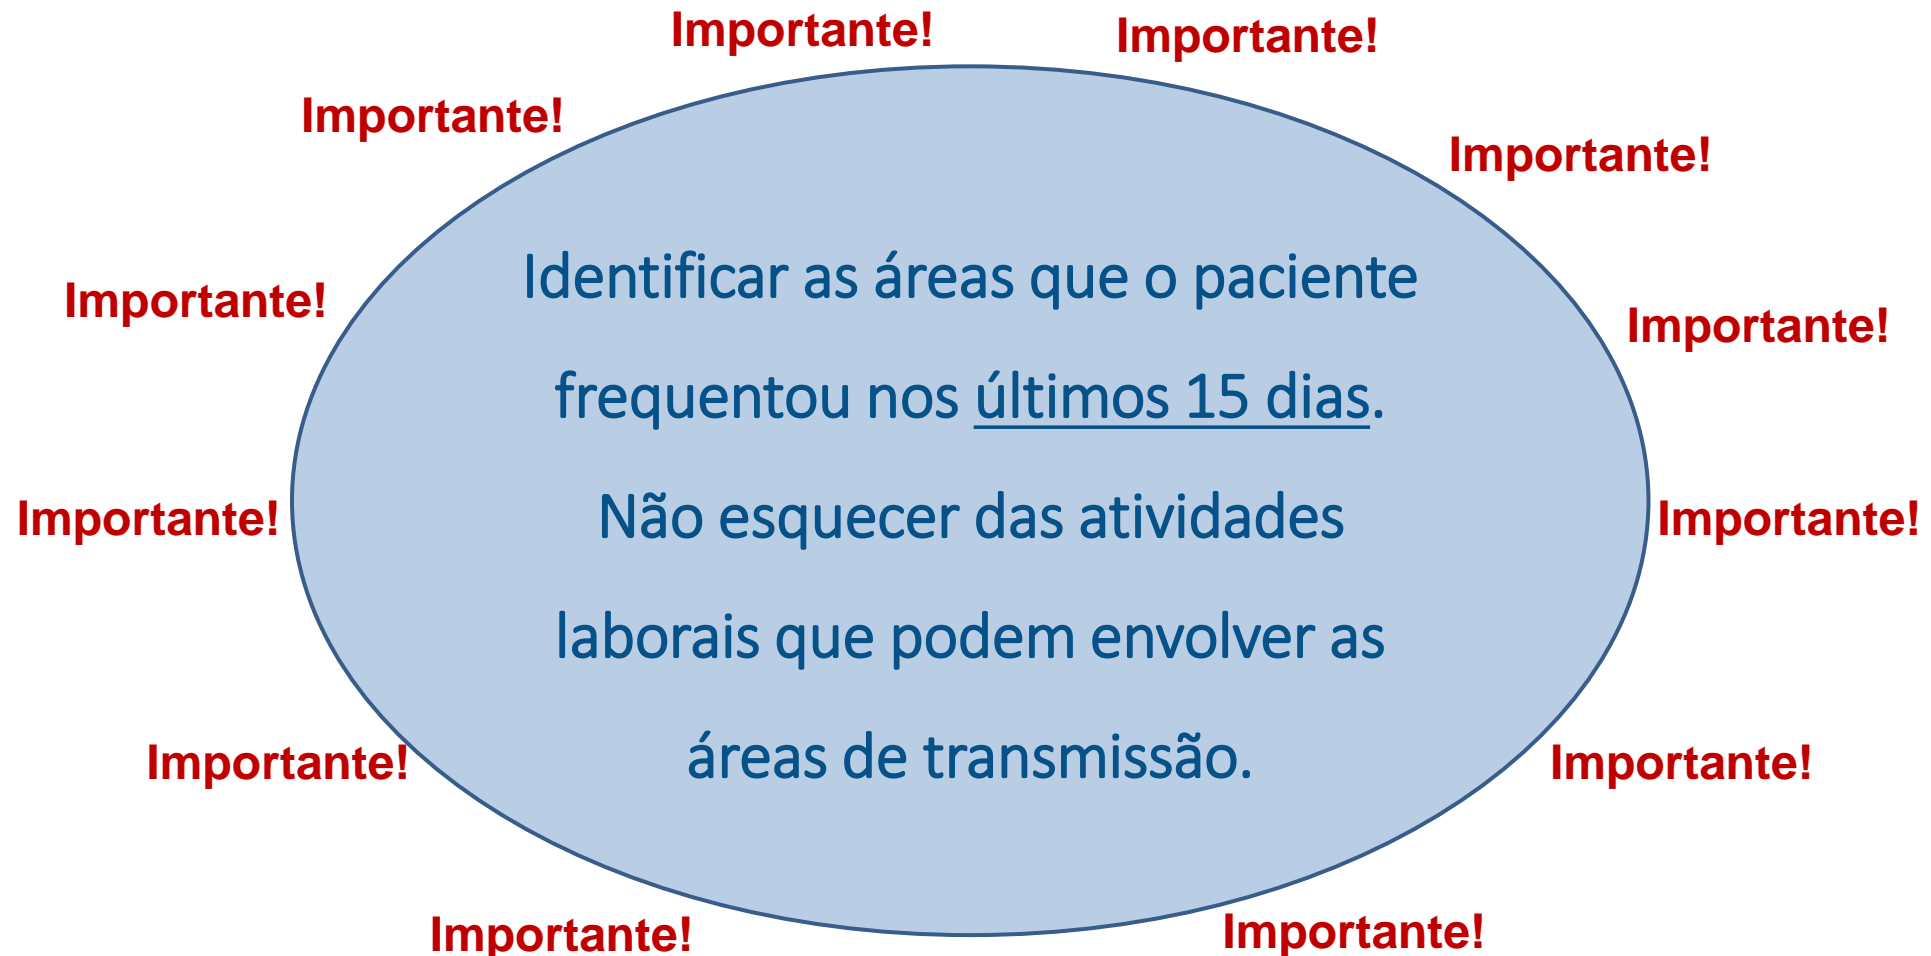 Importante!
Importante!
Importante!
Importante!
Importante!
Importante!
Identificar as áreas que o paciente
frequentou nos últimos 15 dias.
Não esquecer das atividades
laborais que podem envolver as
áreas de transmissão.
Importante!
Importante!
Importante!
Importante!
Importante!
Importante!